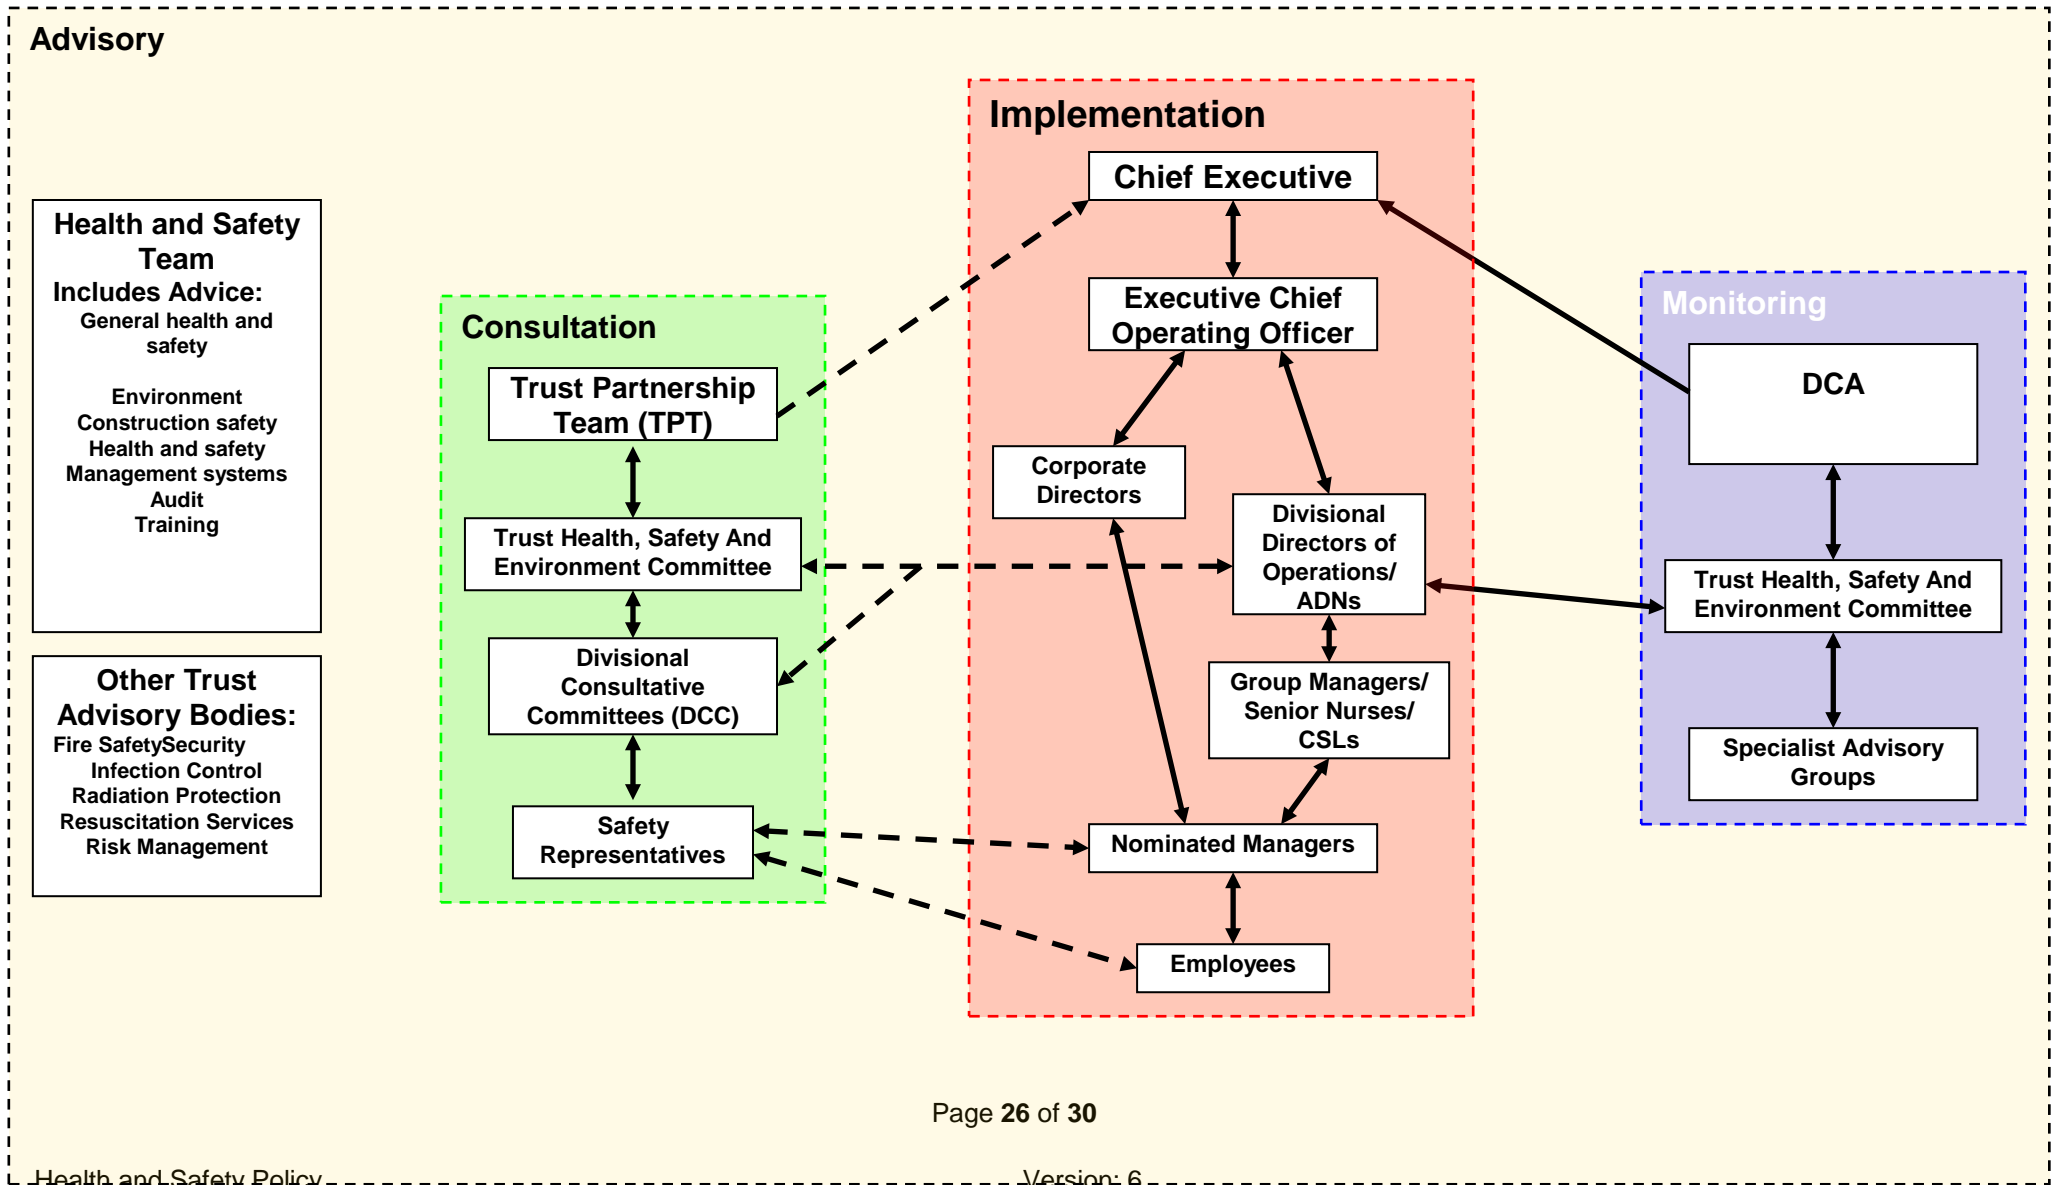 Advisory
Health and Safety
Team
Includes Advice:
General health and
safety
Environment
Construction safety
Health and safety
Management systems
Audit
Training
Other Trust
Advisory Bodies:
Fire SafetySecurity
Infection Control
Radiation Protection
Resuscitation Services
Risk Management
Consultation
Trust Partnership
Team (TPT)
Trust Health, Safety And
Environment Committee
Divisional
Consultative
Committees (DCC)
Safety
Representatives
Implementation
Chief Executive
Executive Chief
Operating Officer
Corporate
Directors
Divisional
Directors of
Operations/
ADNs
Group Managers/
Senior Nurses/
CSLs
Nominated Managers
Employees
Monitoring
DCA
Trust Health, Safety And
Environment Committee
Specialist Advisory
Groups
Page 26 of 30
Health and Safety Policy Version: 6